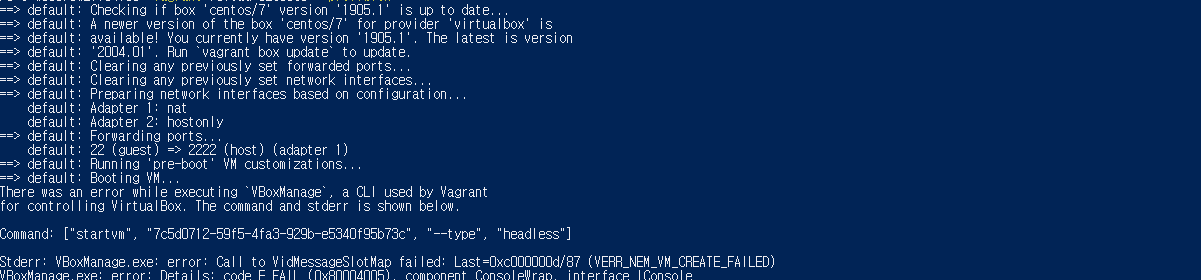 ==> default: Checking if box 'centos/7' version '1905.1' is up to date...
==> default: A newer version of the box 'centos/7' for provider 'virtualbox' is
==> default: available! You currently have version '1905.1'. The latest is version
==> default: '2004.01'. Run `vagrant box update` to update.
==> default: Clearing any previously set forwarded ports...
==> default: Clearing any previously set network interfaces...
==> default: Preparing network interfaces based on configuration...
default: Adapter 1: nat
default: Adapter 2: hostonly
==> default: Forwarding ports...
default: 22 (guest) => 2222 (host) (adapter 1)
==> default: Running 'pre-boot' VM customizations...
==> default: Booting VM...
There was an error while executing `VBoxManage`, a CLI used by Vagrant
for controlling VirtualBox. The command and stderr is shown below.
Command: ["startvm", "7c5d0712-59f5-4fa3-929b-e5340f95b73c", "--type", "headless"]
Stderr: VBoxManage.exe: error: Call to VidMessageSlotMap failed: Last=0xc000000d/87 (VERR_NEM_VM_CREATE_FAILED)
VBoxManage.exe: error: Details: code E_FAIL (0x80004005), component ConsoleWrap, interface IConsole